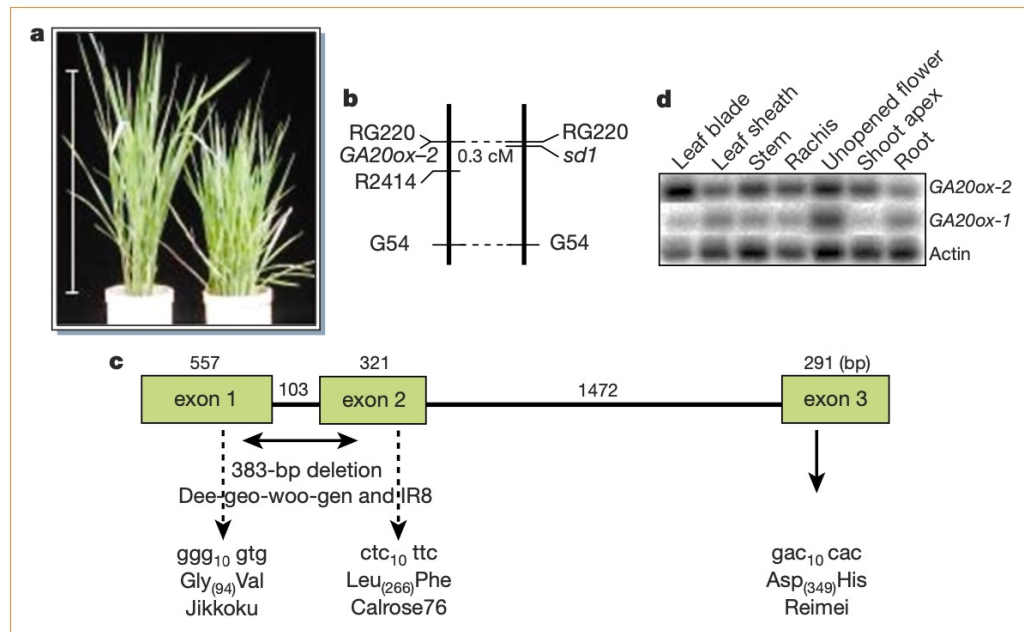 a
b
RG220
GA20ox–2
R2414
G54
0.3 cM
RG220
sd1
G54
d
Leaf blade
Leaf sheath
Stem
Rachis
Unopened flower
Shoot apex
Root
GA20ox-2
GA20ox-1
Actin
c
557
103
321
1472
291 (bp)
exon 1
exon 2
exon 3
383-bp deletion
Dee-geo-woo-gen and IR8
ggg10 gtg
Gly(94)Val
Jikkoku
ctc10 ttc
Leu(266)Phe
Calrose76
gac10 cac
Asp(349)His
Reimei